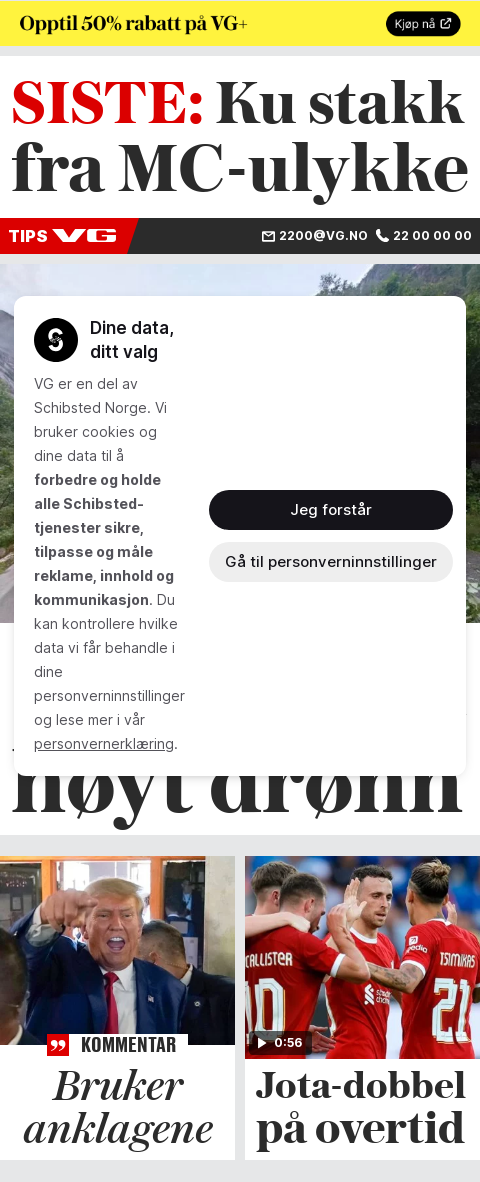 Opptil 50% rabatt på VG+
Kjøp nå
SISTE: Ku stakk
fra MC-ulykke
TIPS VG
2200@VG.NO
22 00 00 00
Dine data,
ditt valg
VG er en del av
Schibsted Norge. Vi
bruker cookies og
dine data til å
forbedre og holde
alle Schibsted-
tjenester sikre,
tilpasse og måle
reklame, innhold og
kommunikasjon. Du
kan kontrollere hvilke
data vi får behandle i
dine
personverninnstillinger
og lese mer i vår
personvernerklæring.
Jeg forstår
Gå til personverninnstillinger
høyt drønn
KOMMENTAR
Bruker
anklagene
CALLISTER
10
TSIMIKAS
21
0:56
Jota-dobbel
på overtid